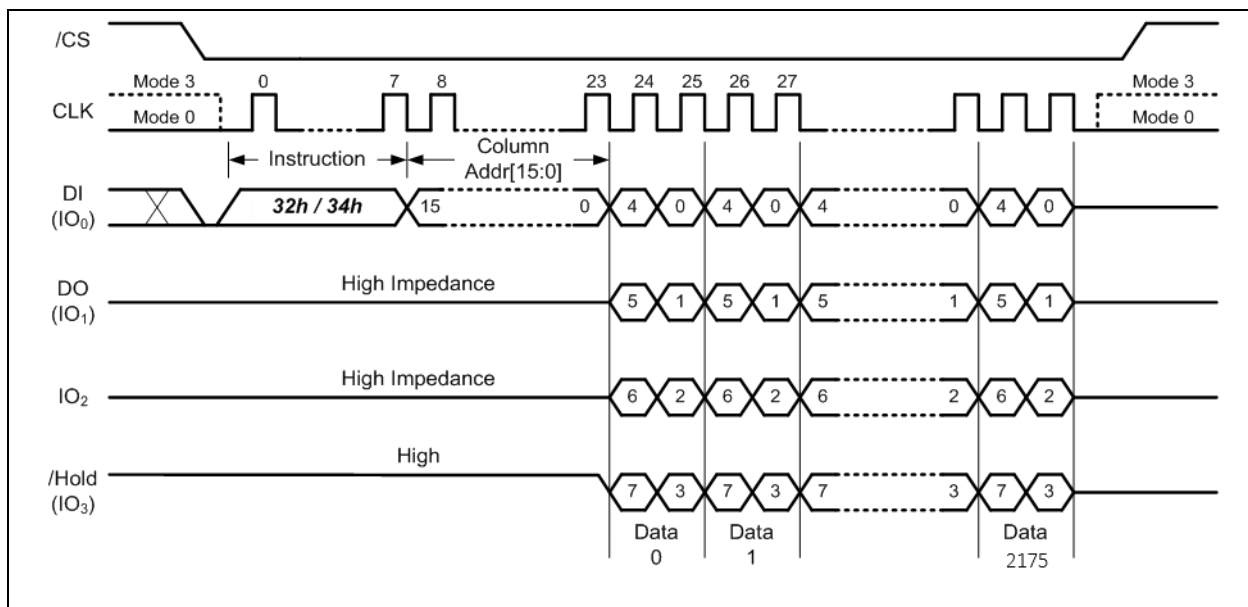 /CS
Mode 3 0 7 8 23 24 25 26 27 Mode 3
CLK
Mode 0 Mode 0
Instruction
Column
Addr[15:0]
DI
(IO0)
32h / 34h 15 0 4 0 4 0 4 0 4 0
DO
(IO1)
High Impedance
5 1 5 1 5 1 5 1
IO2
High Impedance
6 2 6 2 6 2 6 2
/Hold
(IO3)
High
7 3 7 3 7 3 7 3
Data
0
Data
1
Data
2175